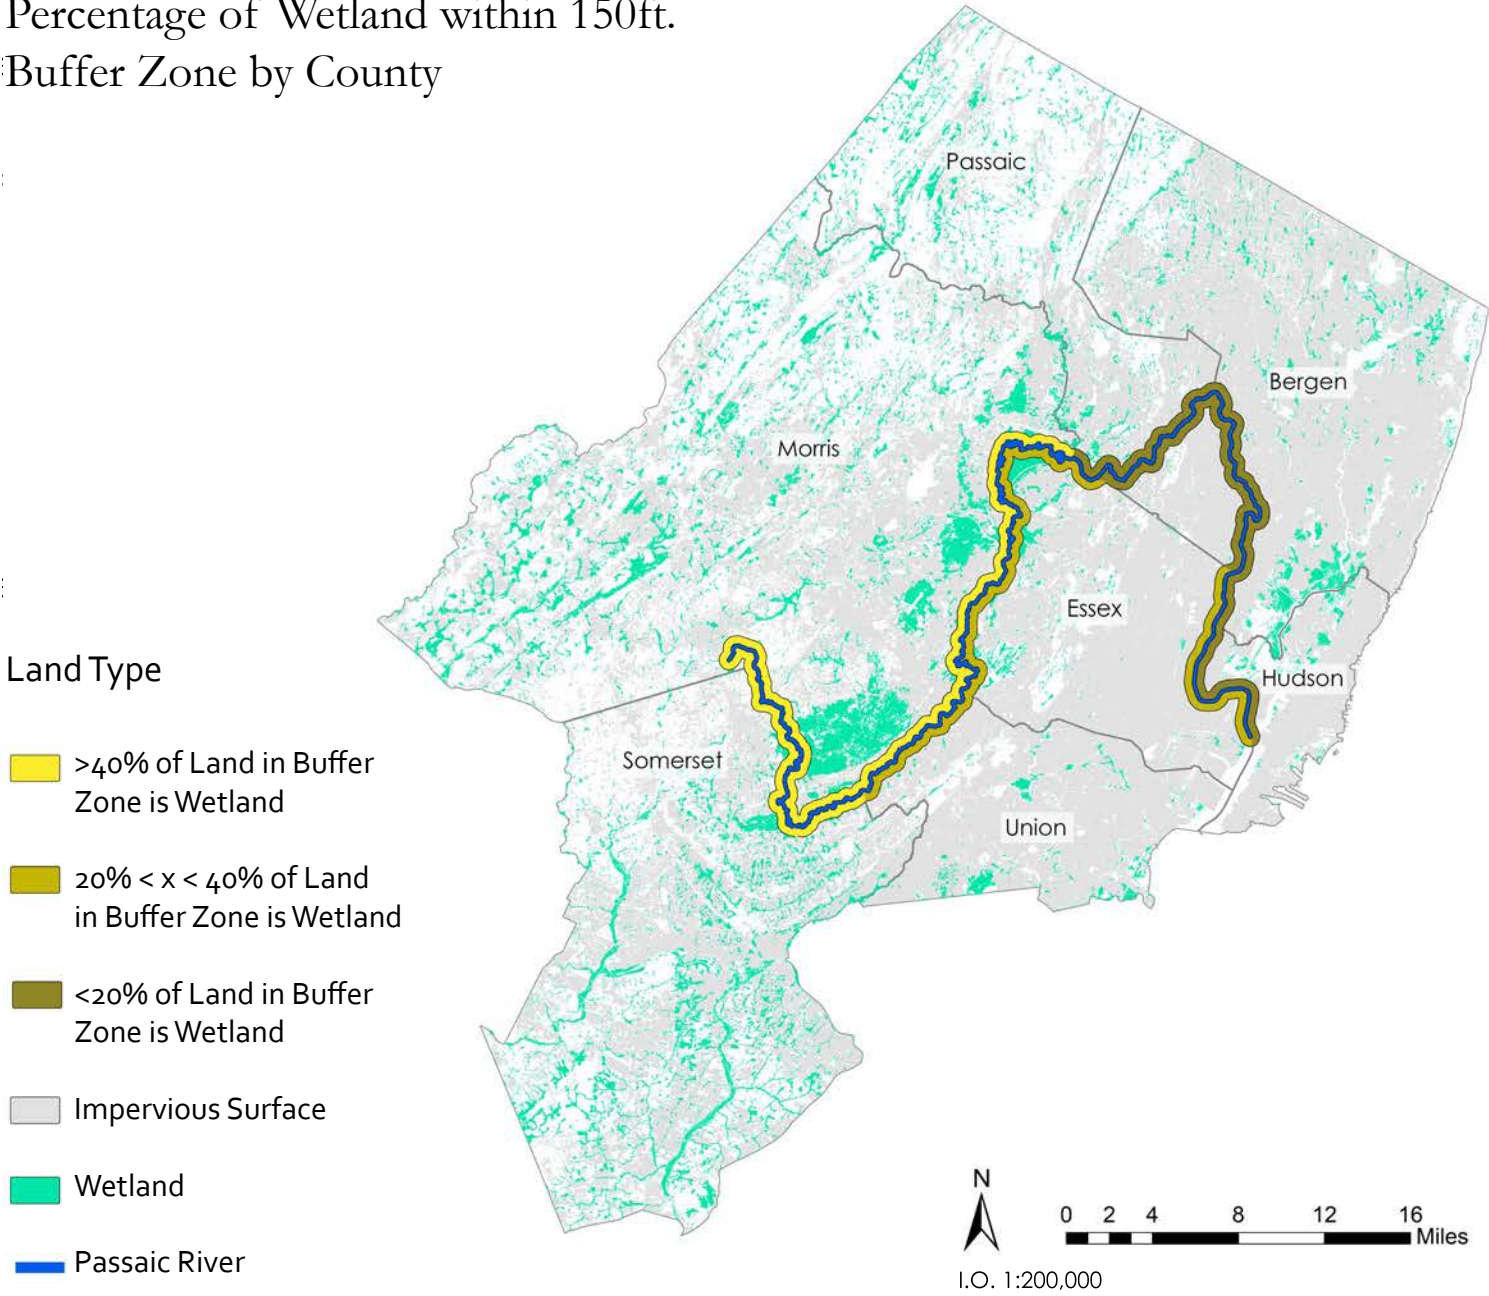 Percentage of Wetland within 150ft.
Buffer Zone by County
Passaic
Bergen
Morris
Essex
Hudson
Somerset
Union
Land Type
>40% of Land in Buffer
Zone is Wetland
20% < x < 40% of Land
in Buffer Zone is Wetland
<20% of Land in Buffer
Zone is Wetland
Impervious Surface
Wetland
Passaic River
N
0 2 4 8 12 16
Miles
I.O. 1:200,000